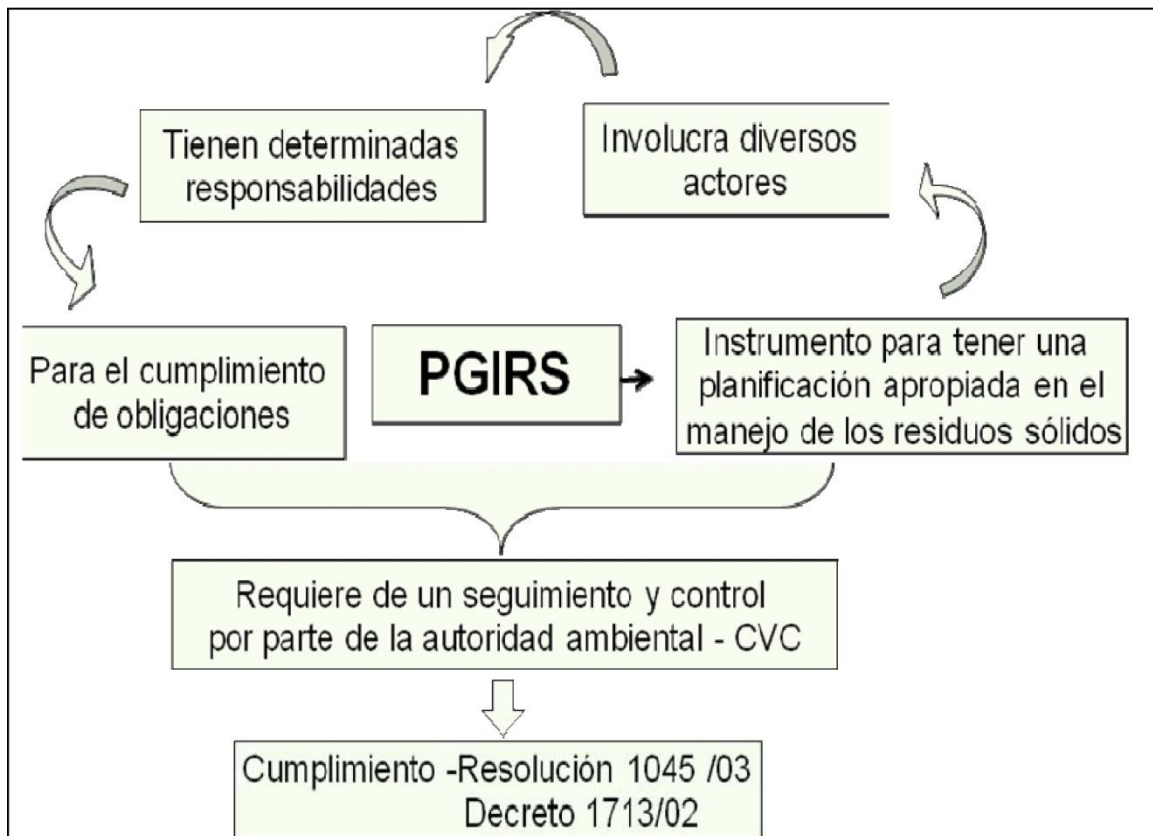 Tienen determinadas
responsabilidades
Involucra diversos
actores
Para el cumplimiento
de obligaciones
PGIRS
Instrumento para tener una
planificación apropiada en el
manejo de los residuos sólidos
Requiere de un seguimiento y control
por parte de la autoridad ambiental - CVC
Cumplimiento -Resolución 1045 /03
Decreto 1713/02